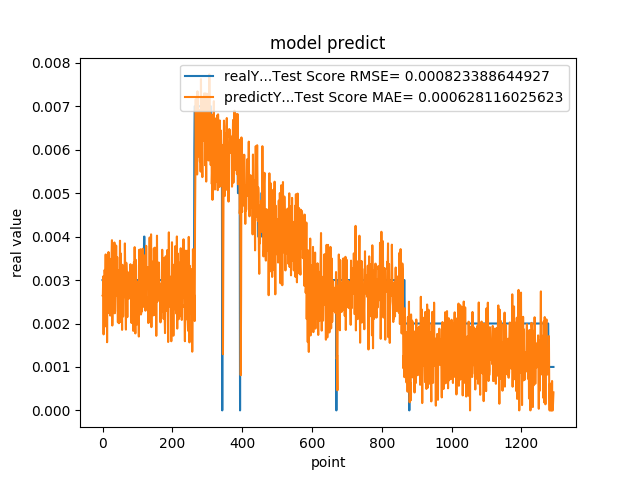 model predict
realY...Test Score RMSE= 0.000823388644927
predictY...Test Score MAE= 0.000628116025623
0.008
0.007
0.006
0.005
0.004
0.003
0.002
0.001
0.000
real value
0 200 400 600 800 1000 1200
point